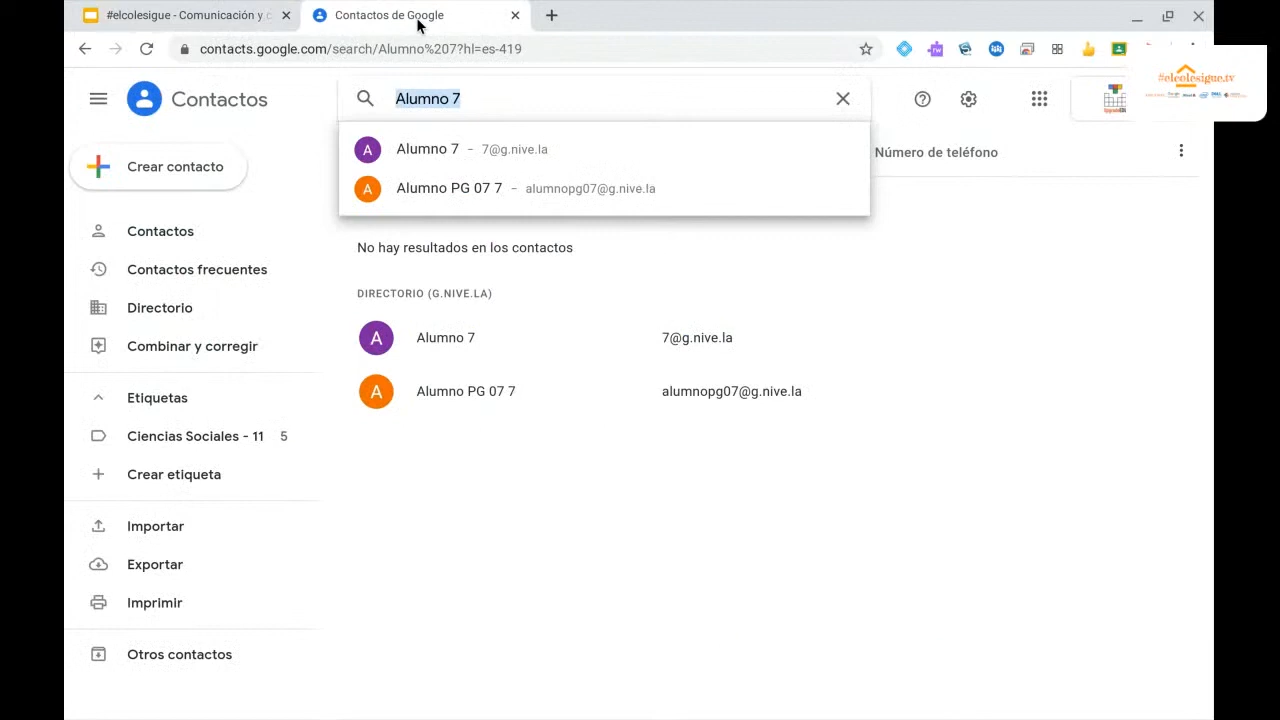 #elcolesigue - Comunicación y c
Contactos de Google
contacts.google.com/search/Alumno%207?hl=es-419
Contactos
Alumno 7
#elcolesigue.tv
Alumno 7 – 7@g.nive.la
Alumno PG 07 7 – alumnopg07@g.nive.la
Número de teléfono
Crear contacto
Contactos
Contactos frecuentes
Directorio
Combinar y corregir
Etiquetas
Ciencias Sociales - 11 5
Crear etiqueta
Importar
Exportar
Imprimir
Otros contactos
No hay resultados en los contactos
DIRECTORIO (G.NIVE.LA)
A Alumno 7 7@g.nive.la
A Alumno PG 07 7 alumnopg07@g.nive.la